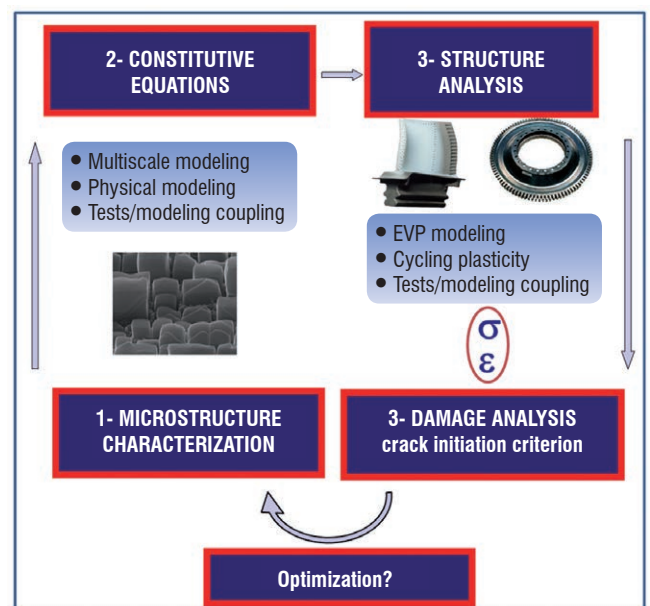 2- CONSTITUTIVE
EQUATIONS
3- STRUCTURE
ANALYSIS
• Multiscale modeling
• Physical modeling
• Tests/modeling coupling
• EVP modeling
• Cycling plasticity
• Tests/modeling coupling
σ
ε
1- MICROSTRUCTURE
CHARACTERIZATION
3- DAMAGE ANALYSIS
crack initiation criterion
Optimization?